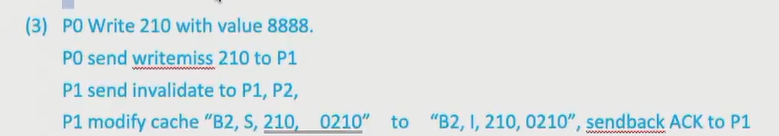 (3) P0 Write 210 with value 8888.
P0 send writemiss 210 to P1
P1 send invalidate to P1, P2,
P1 modify cache “B2, S, 210, 0210” to “B2, I, 210, 0210”, sendback ACK to P1